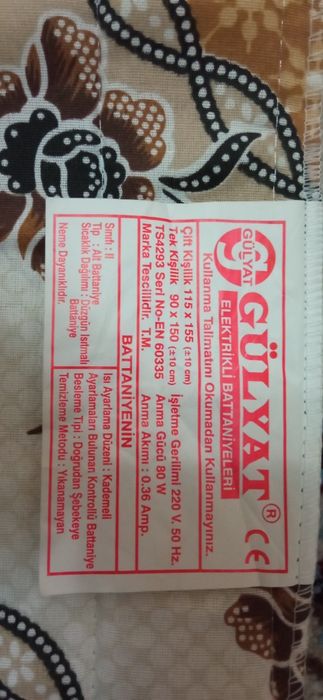 GÜLYAT
GÜLYAT ® CE
ELEKTRİKLİ BATTANİYELERİ
Kullanma Talimatını Okumadan Kullanmayınız.
Çift Kişilik 115 x 155 (±10 cm) İşletme Gerilimi 220 V. 50 Hz.
Tek Kişilik 90 x 150 (±10 cm) Anma Gücü 80 W
TS4293 Seri No-EN 60335 Anma Akımı : 0.36 Amp.
Marka Tescillidir. T.M.
BATTANİYENİN
Sınıfı : II
Tip : Alt Battaniye
Sıcaklık Dağılımı : Düzgün Isıtmalı
Battaniye
Neme Dayanıklıdır.
Isı Ayarlama Düzeni : Kademeli
Ayarlamaları Bulunan Kontrollü Battaniye
Besleme Tipi : Doğrudan Şebekeye
Temizleme Metodu : Yıkanamayan